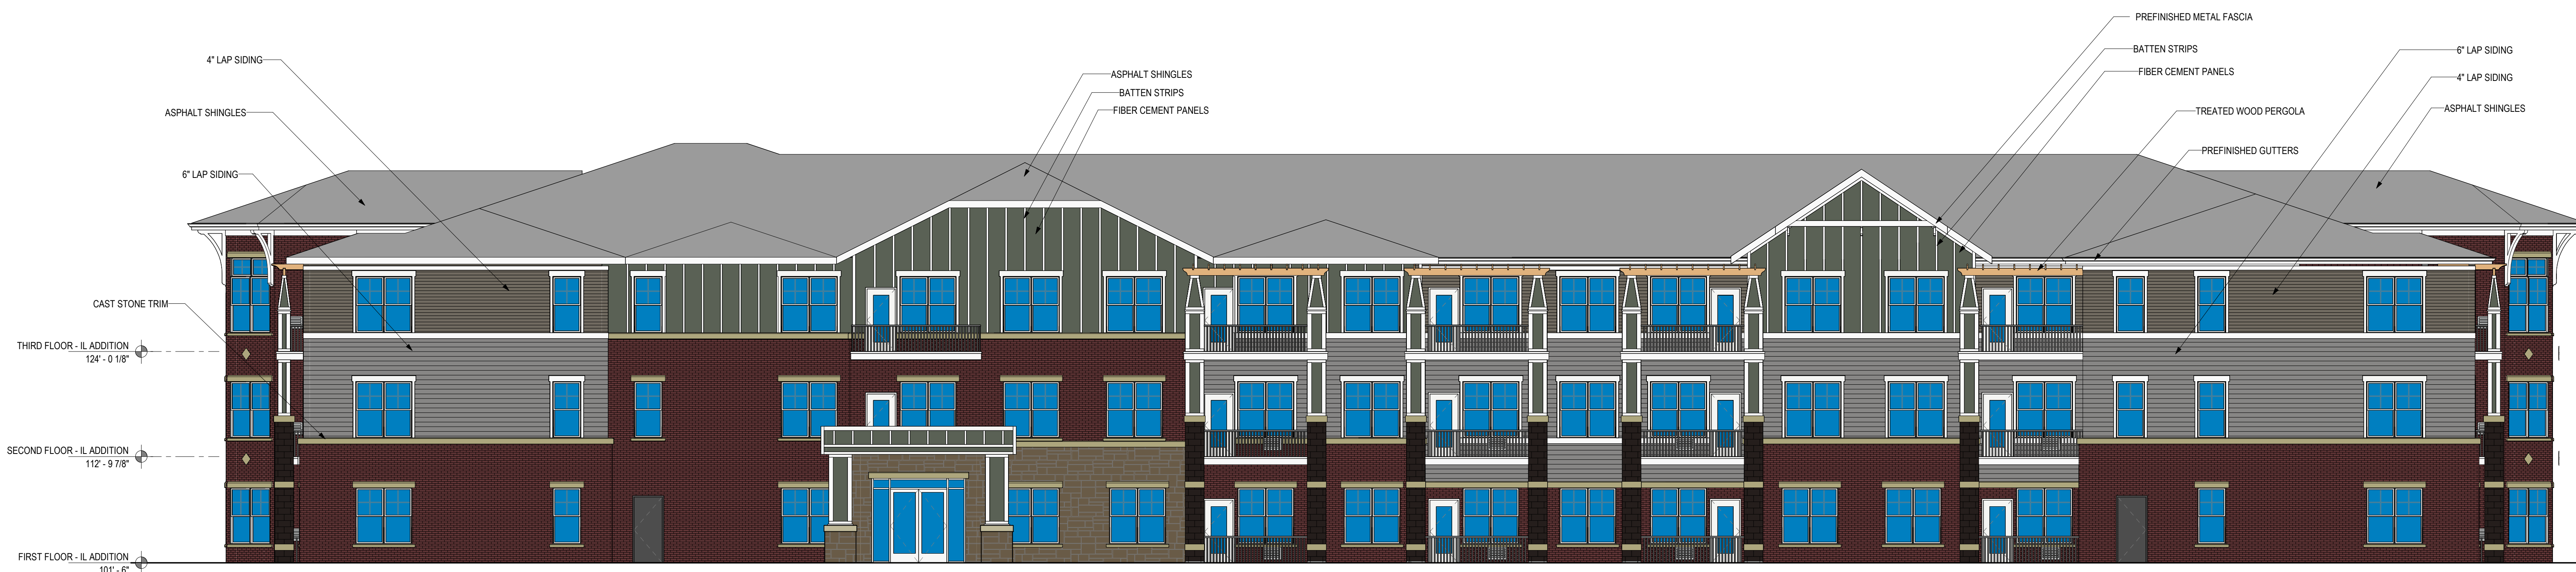 PREFINISHED METAL FASCIA
BATTEN STRIPS
6" LAP SIDING
4" LAP SIDING
ASPHALT SHINGLES
FIBER CEMENT PANELS
4" LAP SIDING
BATTEN STRIPS
ASPHALT SHINGLES
FIBER CEMENT PANELS
TREATED WOOD PERGOLA
ASPHALT SHINGLES
PREFINISHED GUTTERS
6" LAP SIDING
CAST STONE TRIM
THIRD FLOOR - IL ADDITION
124' - 0 1/8"
SECOND FLOOR - IL ADDITION
112' - 9 7/8"
FIRST FLOOR - IL ADDITION
101' - 6"